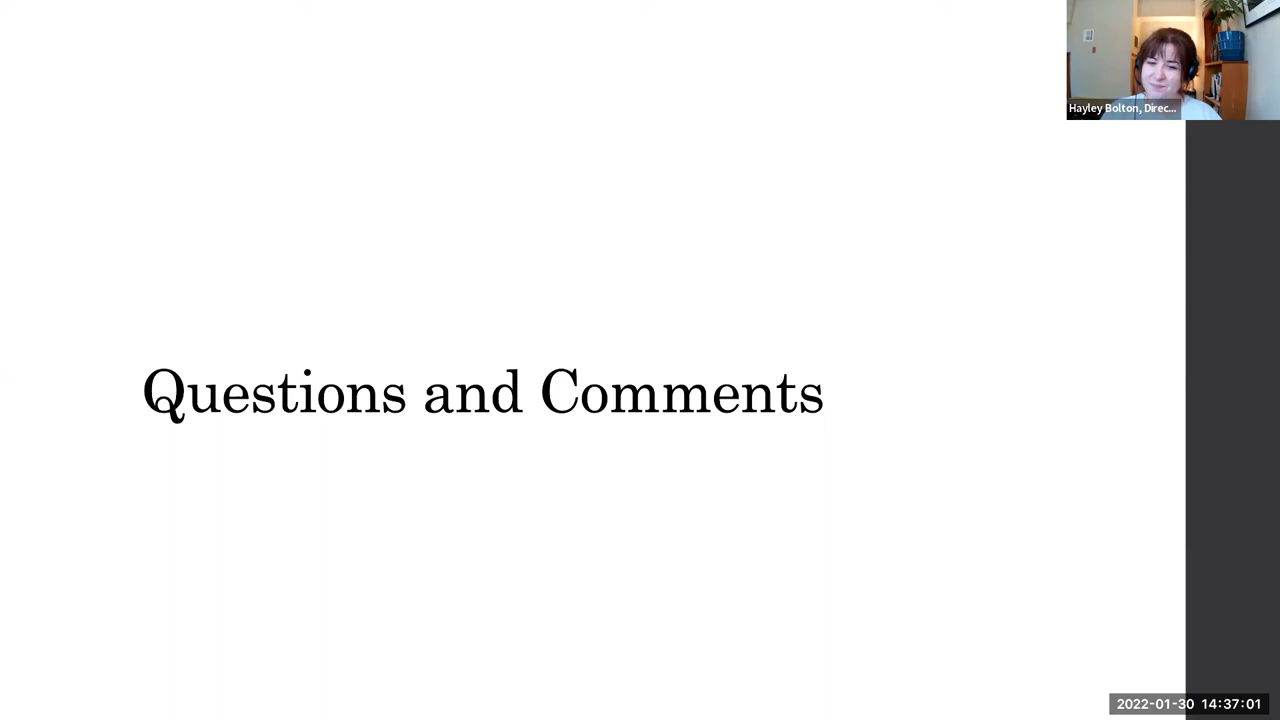 Hayley Bolton, Direc...
Questions and Comments
2022-01-30 14:37:01